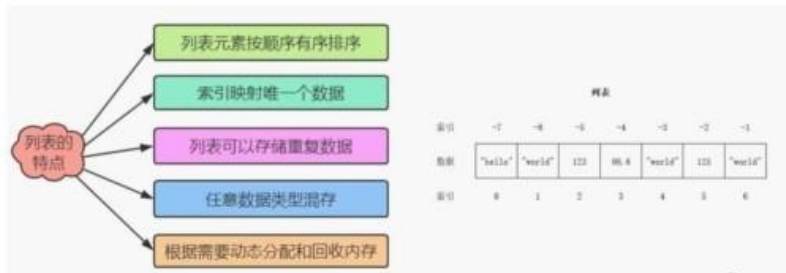 列表元素按顺序有序排序
索引映射唯一个数据
列表的
特点
列表可以存储重复数据
任意数据类型混存
根据需要动态分配和回收内存
列表
索引 -7 -6 -5 -4 -3 -2 -1
数据 "hello" "world" 123 98.6 "world" 123 "world"
索引 0 1 2 3 4 5 6